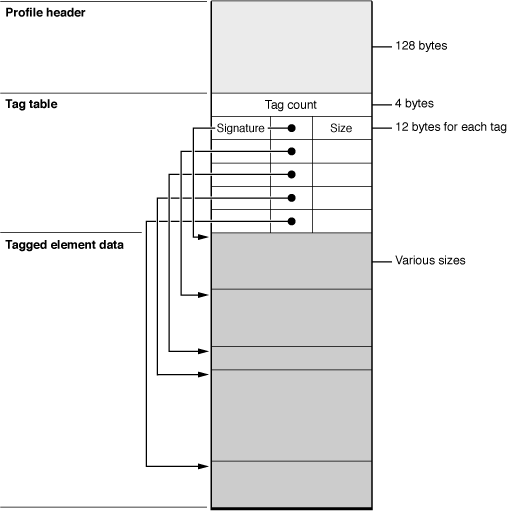 Profile header
128 bytes
Tag table
Tag count
4 bytes
Signature
Size
12 bytes for each tag
Tagged element data
Various sizes